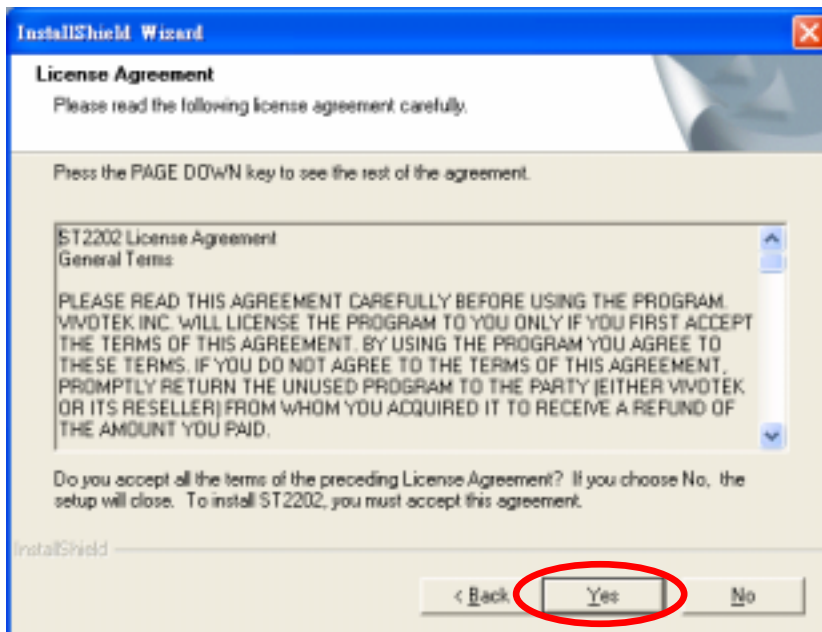 InstallShield Wizard
License Agreement
Please read the following license agreement carefully.
Press the PAGE DOWN key to see the rest of the agreement.
ST2202 License Agreement
General Terms
PLEASE READ THIS AGREEMENT CAREFULLY BEFORE USING THE PROGRAM.
VIVOTEK INC. WILL LICENSE THE PROGRAM TO YOU ONLY IF YOU FIRST ACCEPT
THE TERMS OF THIS AGREEMENT. BY USING THE PROGRAM YOU AGREE TO
THESE TERMS. IF YOU DO NOT AGREE TO THE TERMS OF THIS AGREEMENT,
PROMPTLY RETURN THE UNUSED PROGRAM TO THE PARTY (EITHER VIVOTEK
OR ITS RESELLER) FROM WHOM YOU ACQUIRED IT TO RECEIVE A REFUND OF
THE AMOUNT YOU PAID.
Do you accept all the terms of the preceding License Agreement? If you choose No, the
setup will close. To install ST2202, you must accept this agreement.
InstallShield
< Back Yes No